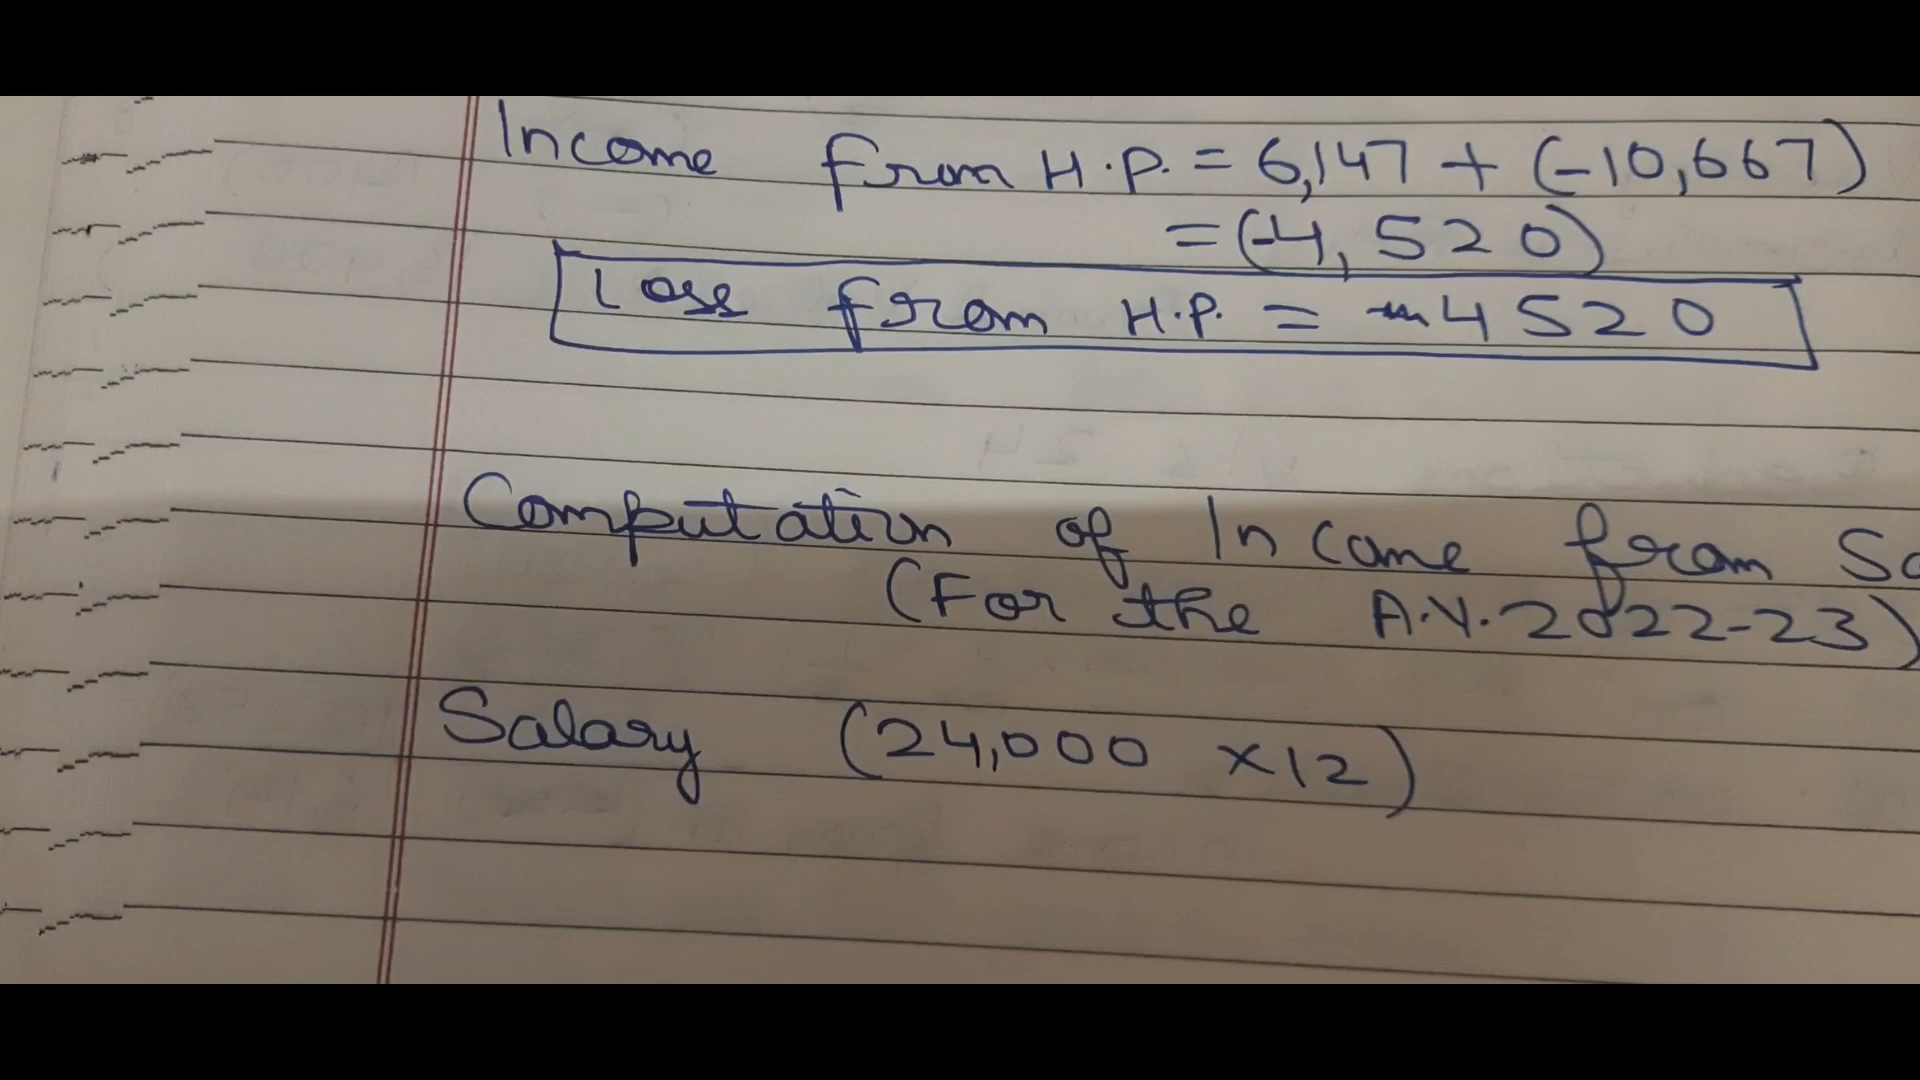 Income from H.P. = 6,147 + (-10,667)
= (-4, 520)
Loss from H.P. = 4520
Computation of Income from
(For the A.Y. 2022-23)
Salary (24,000 × 12)